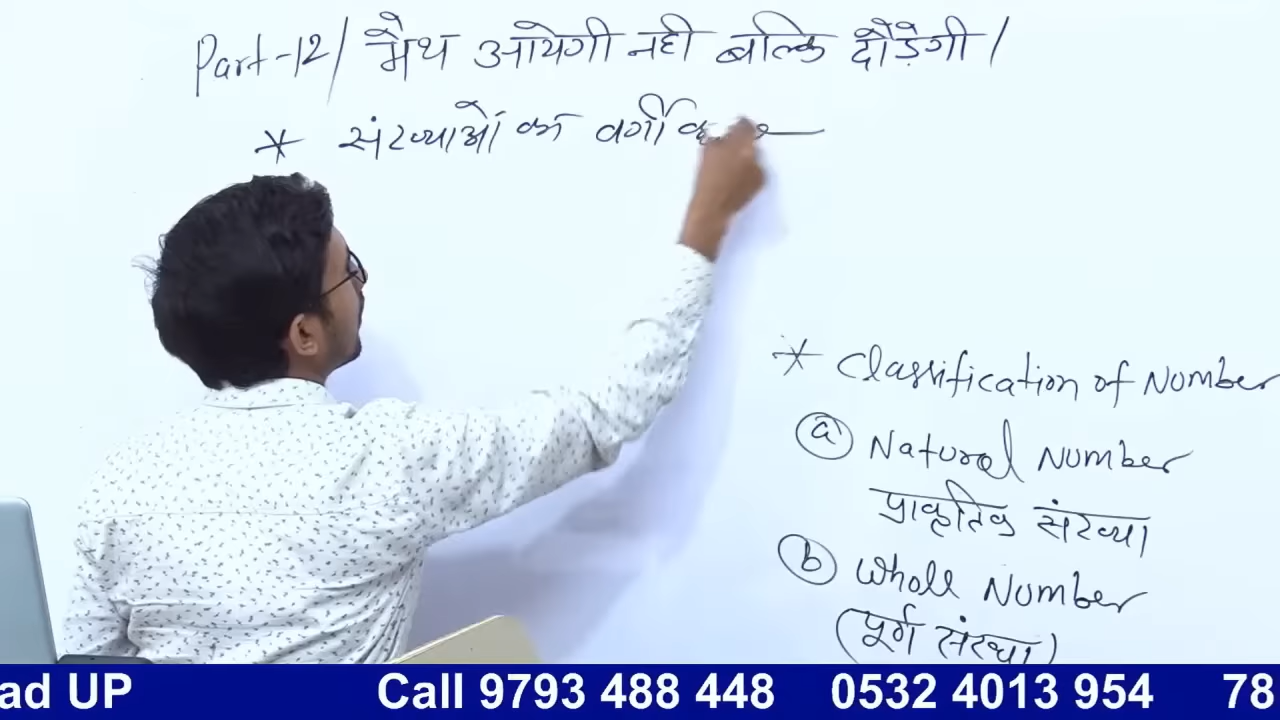 Part-12/ मैथ आयेगी नही बल्कि दौड़ेगी/
* संख्याओं का
* Classification of Number
(a) Natural Number
प्राकृतिक संख्या
(b) Whole Number
(पूर्ण संख्या)
ad UP Call 9793 488 448 0532 4013 954 78